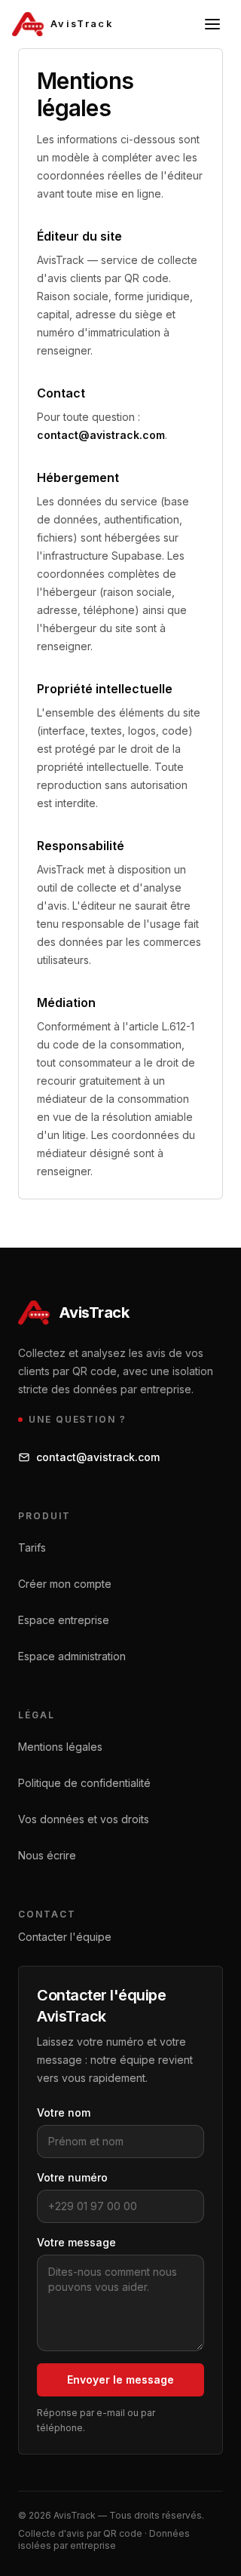 AvisTrack
Mentions
légales
Les informations ci-dessous sont
un modèle à compléter avec les
coordonnées réelles de l'éditeur
avant toute mise en ligne.
Éditeur du site
AvisTrack — service de collecte
d'avis clients par QR code.
Raison sociale, forme juridique,
capital, adresse du siège et
numéro d'immatriculation à
renseigner.
Contact
Pour toute question :
contact@avistrack.com.
Hébergement
Les données du service (base
de données, authentification,
fichiers) sont hébergées sur
l'infrastructure Supabase. Les
coordonnées complètes de
l'hébergeur (raison sociale,
adresse, téléphone) ainsi que
l'hébergeur du site sont à
renseigner.
Propriété intellectuelle
L'ensemble des éléments du site
(interface, textes, logos, code)
est protégé par le droit de la
propriété intellectuelle. Toute
reproduction sans autorisation
est interdite.
Responsabilité
AvisTrack met à disposition un
outil de collecte et d'analyse
d'avis. L'éditeur ne saurait être
tenu responsable de l'usage fait
des données par les commerces
utilisateurs.
Médiation
Conformément à l'article L.612-1
du code de la consommation,
tout consommateur a le droit de
recourir gratuitement à un
médiateur de la consommation
en vue de la résolution amiable
d'un litige. Les coordonnées du
médiateur désigné sont à
renseigner.
AvisTrack
Collectez et analysez les avis de vos
clients par QR code, avec une isolation
stricte des données par entreprise.
UNE QUESTION ?
contact@avistrack.com
PRODUIT
Tarifs
Créer mon compte
Espace entreprise
Espace administration
LÉGAL
Mentions légales
Politique de confidentialité
Vos données et vos droits
Nous écrire
CONTACT
Contacter l'équipe
Contacter l'équipe
AvisTrack
Laissez votre numéro et votre
message : notre équipe revient
vers vous rapidement.
Votre nom
Prénom et nom
Votre numéro
+229 01 97 00 00
Votre message
Dites-nous comment nous
pouvons vous aider.
Envoyer le message
Réponse par e-mail ou par
téléphone.
© 2026 AvisTrack — Tous droits réservés.
Collecte d'avis par QR code · Données
isolées par entreprise